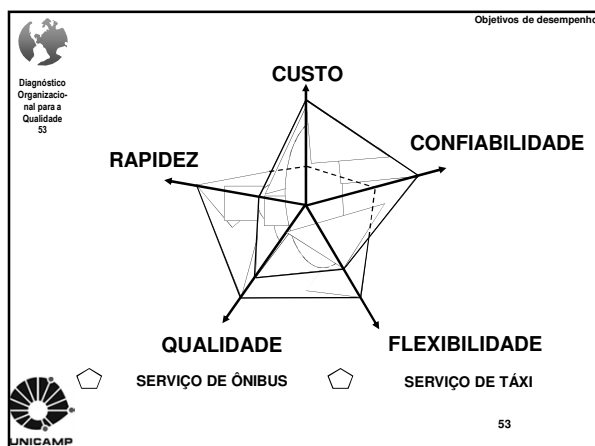 Objetivos de desempenho
Diagnóstico
Organizacio-
nal para a
Qualidade
53
CUSTO
CONFIABILIDADE
RAPIDEZ
QUALIDADE
FLEXIBILIDADE
SERVIÇO DE ÔNIBUS
SERVIÇO DE TÁXI
53
UNICAMP